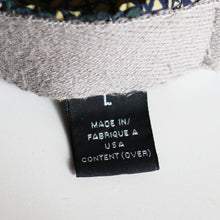 L
MADE IN/
FABRIQUE A
USA
CONTENT (OVER)